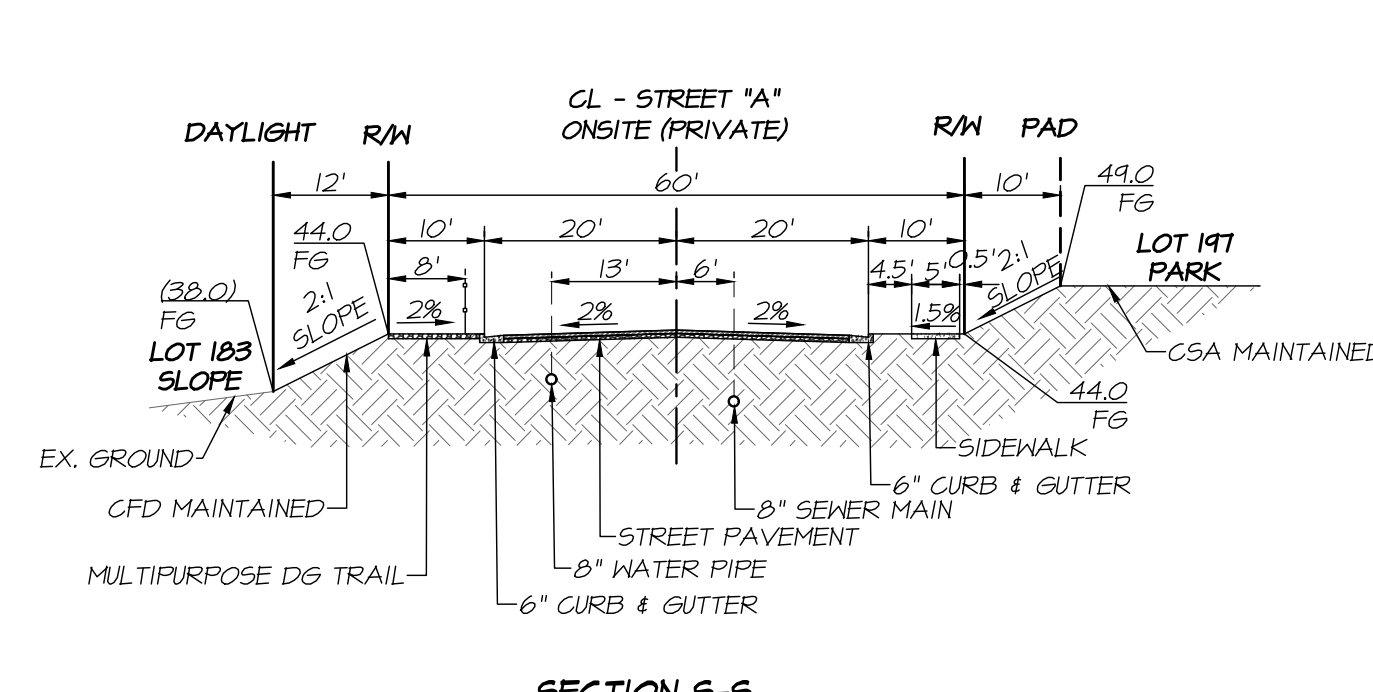 CL - STREET "A"
ONSITE (PRIVATE)
DAYLIGHT
R/W
R/W
PAD
12'
60'
10'
49.0
FG
44.0
FG
10'
20'
20'
10'
LOT 197
PARK
8'
13'
6'
4.5'
5'
0.5'
2:1
SLOPE
(38.0)
FG
2:1
SLOPE
2%
2%
2%
1.5%
LOT 183
SLOPE
CSA MAINTAINED
44.0
FG
EX. GROUND
SIDEWALK
6" CURB & GUTTER
CFD MAINTAINED
8" SEWER MAIN
STREET PAVEMENT
8" WATER PIPE
MULTIPURPOSE DG TRAIL
6" CURB & GUTTER
SECTION S-S